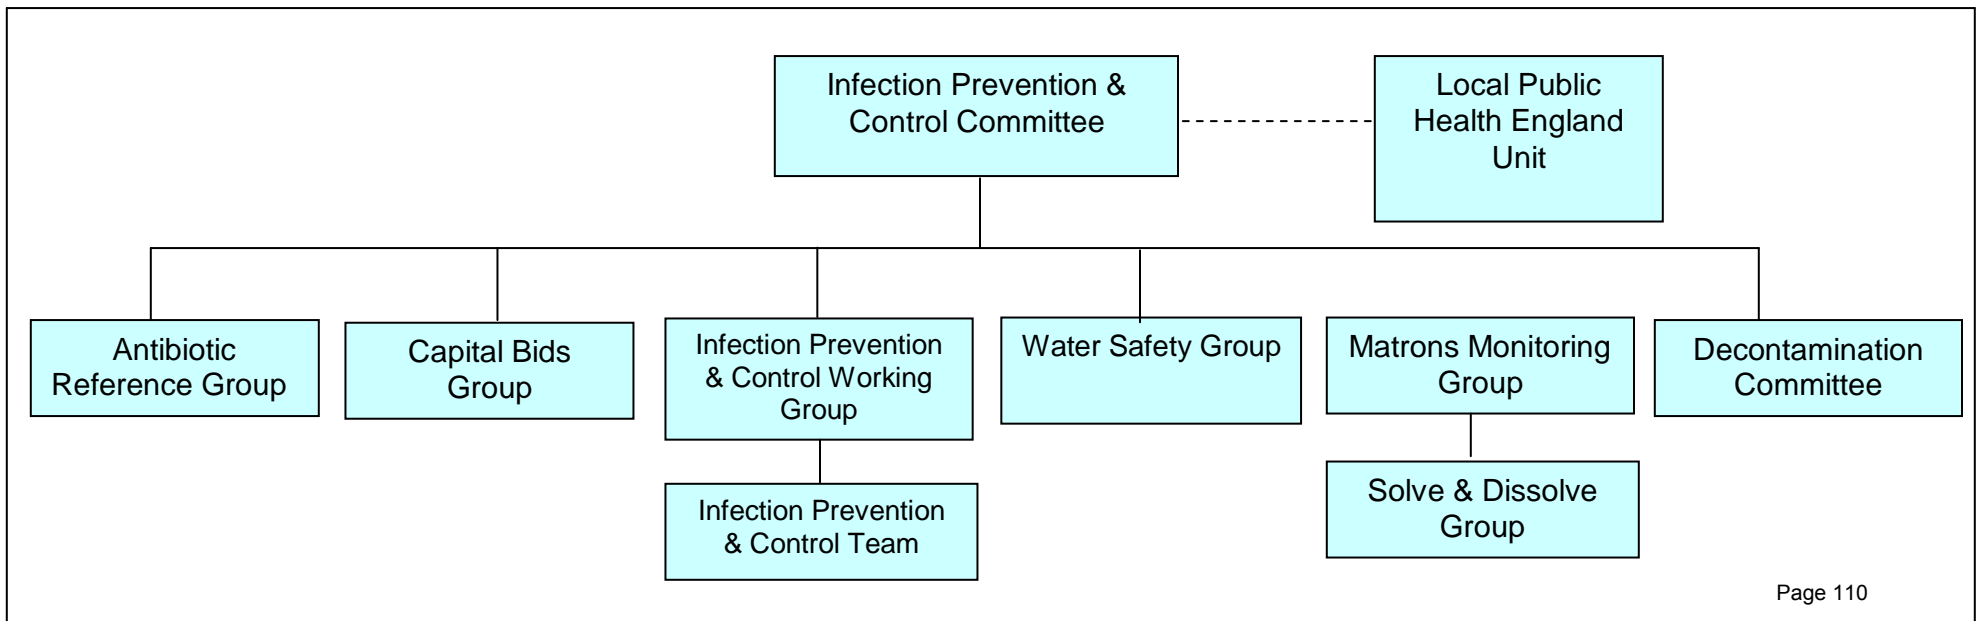 Infection Prevention &
Control Committee
Local Public
Health England
Unit
Antibiotic
Reference Group
Capital Bids
Group
Infection Prevention
& Control Working
Group
Water Safety Group
Matrons Monitoring
Group
Decontamination
Committee
Infection Prevention
& Control Team
Solve & Dissolve
Group
Page 110